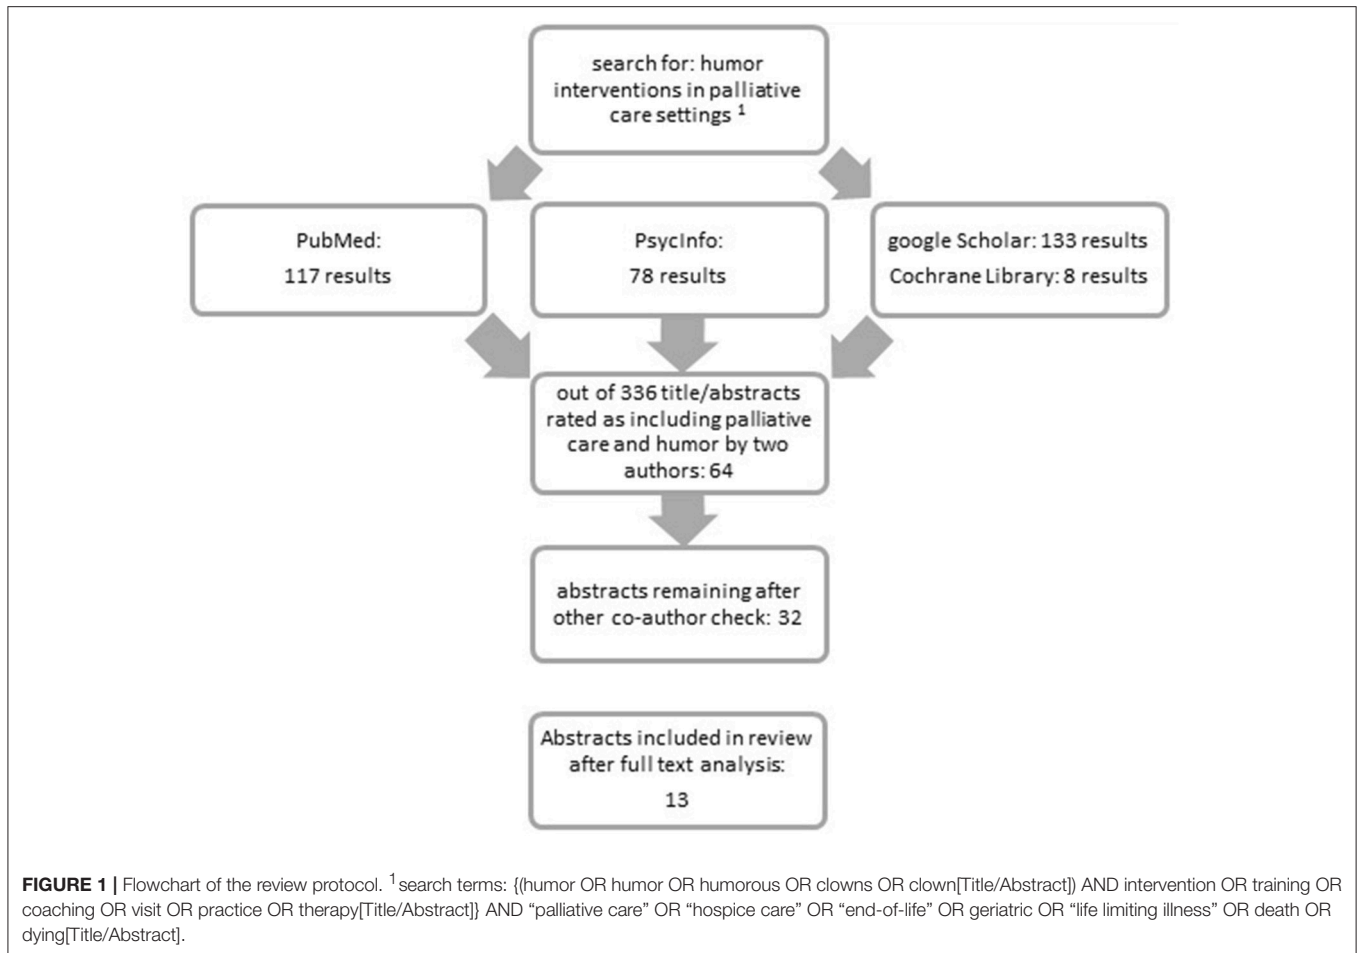 search for: humor
interventions in palliative
care settings 1
PubMed:
117 results
PsycInfo:
78 results
google Scholar: 133 results
Cochrane Library: 8 results
out of 336 title/abstracts
rated as including palliative
care and humor by two
authors: 64
abstracts remaining after
other co-author check: 32
Abstracts included in review
after full text analysis:
13
FIGURE 1 | Flowchart of the review protocol. 1search terms: {(humor OR humor OR humorous OR clowns OR clown[Title/Abstract]) AND intervention OR training OR
coaching OR visit OR practice OR therapy[Title/Abstract]} AND “palliative care” OR “hospice care” OR “end-of-life” OR geriatric OR “life limiting illness” OR death OR
dying[Title/Abstract].